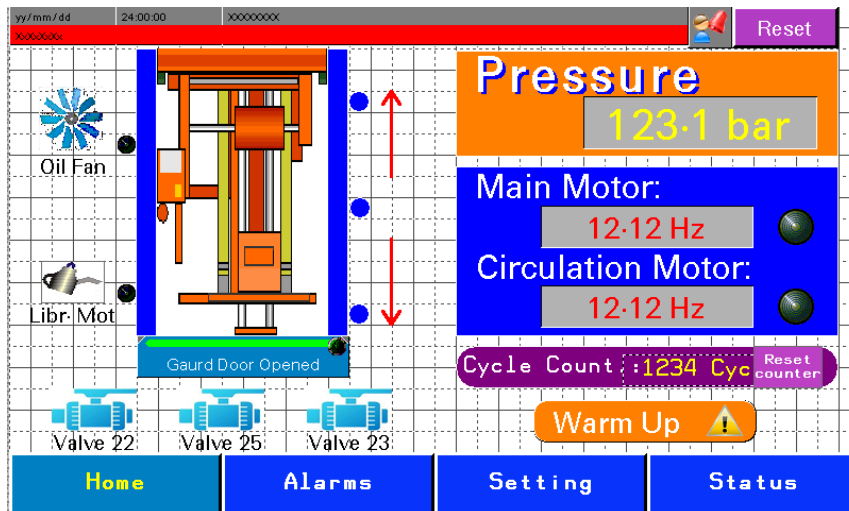 yy/mm/dd 24:00:00 XXXXXXXX
XXXXXXXX
Reset
Pressure
123.1 bar
Oil Fan
Main Motor:
12.12 Hz
Circulation Motor:
12.12 Hz
Libr. Mot
Gaurd Door Opened
Cycle Count :1234 Cyc
Reset
counter
Warm Up
Valve 22 Valve 25 Valve 23
Home Alarms Setting Status